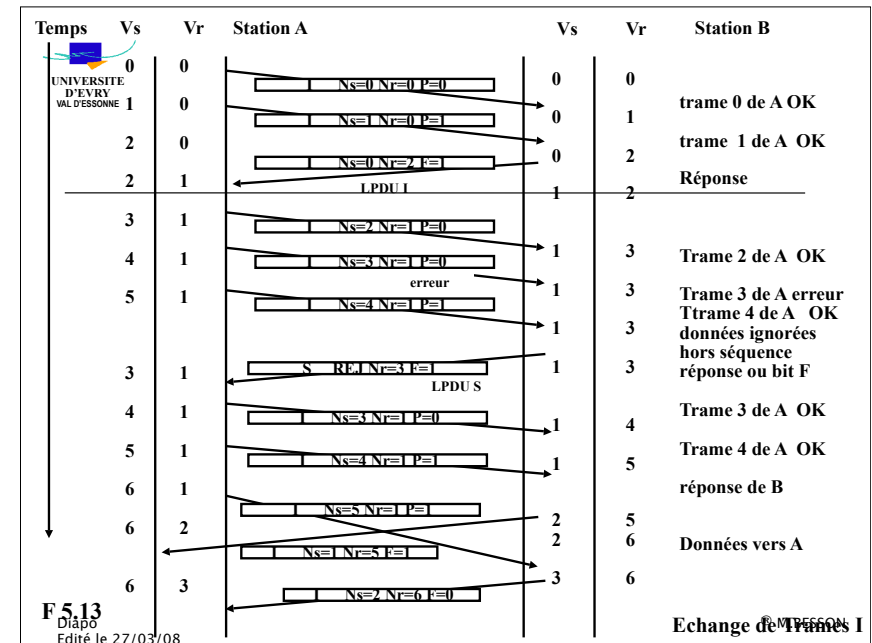 Temps Vs Vr Station A Vs Vr Station B
UNIVERSITE
D'EVRY
VAL D'ESSONNE
0 0
Ns=0 Nr=0 P=0
0 0
1 0
Ns=1 Nr=0 P=1
0 1
trame 0 de A OK
2 0
Ns=0 Nr=2 F=1
0 2
trame 1 de A OK
2 1
LPDU I
1 2
Réponse
3 1
Ns=2 Nr=1 P=0
1 3
Trame 2 de A OK
4 1
Ns=3 Nr=1 P=0
erreur
1 3
Trame 3 de A erreur
5 1
Ns=4 Nr=1 P=1
1 3
Ttrame 4 de A OK
données ignorées
hors séquence
réponse ou bit F
3 1
S REJ Nr=3 F=1
1 3
LPDU S
4 1
Ns=3 Nr=1 P=0
1 4
Trame 3 de A OK
5 1
Ns=4 Nr=1 P=1
1 5
Trame 4 de A OK
6 1
réponse de B
Ns=5 Nr=1 P=1
2 5
6 2
2 6
Données vers A
Ns=1 Nr=5 F=1
3 6
6 3
Ns=2 Nr=6 F=0
F 5.13
Diapo
Edité le 27/03/08
Echange de Trames I
® M.BESSON